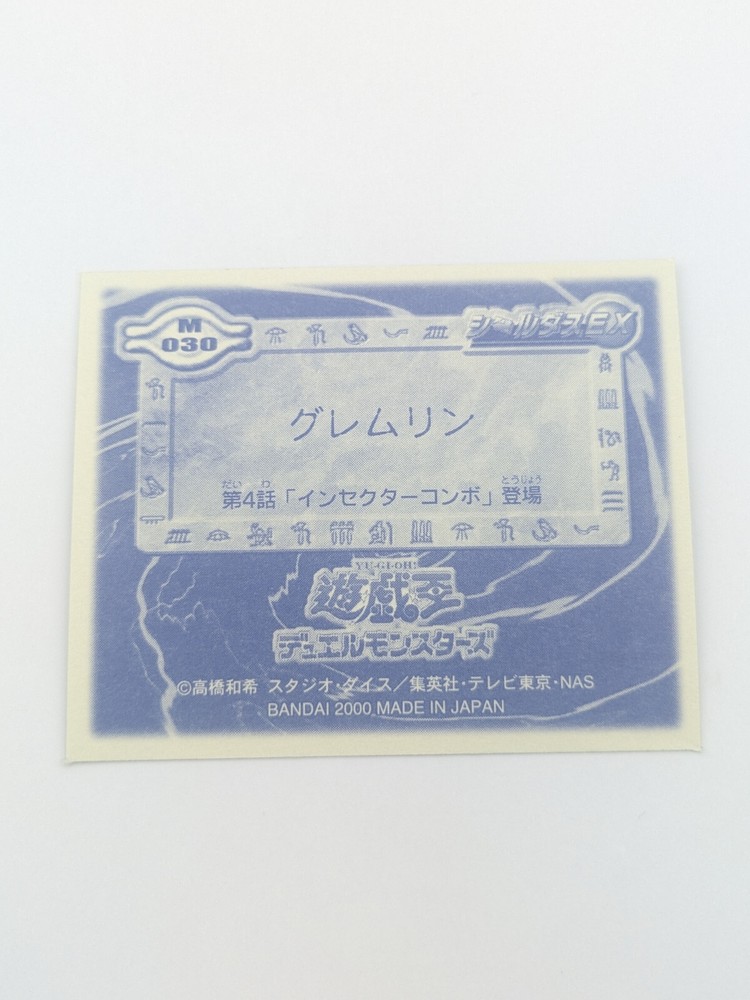 M
030
シールダスEX
グレムリン
だい わ とうじょう
第4話「インセクターコンボ」登場
YU-GI-OH!
遊戯王
デュエルモンスターズ
©高橋和希 スタジオ・ダイス／集英社・テレビ東京・NAS
BANDAI 2000 MADE IN JAPAN